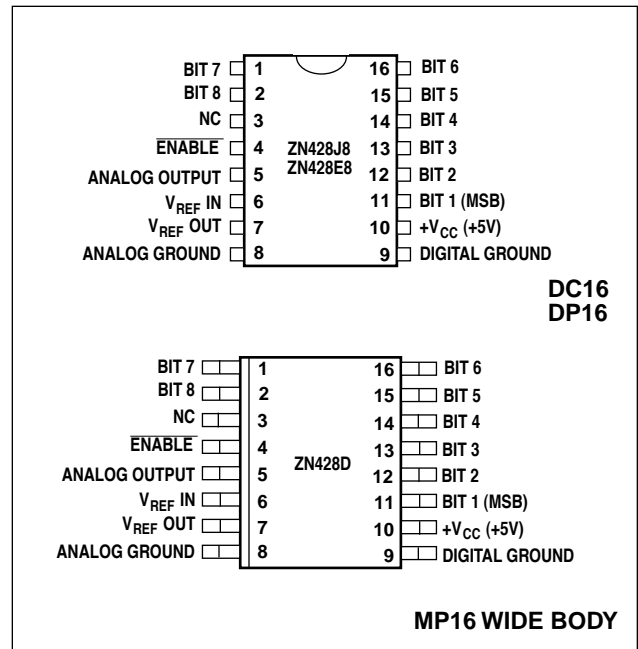 BIT 7 1 16 BIT 6
BIT 8 2 15 BIT 5
NC 3 14 BIT 4
ENABLE 4 ZN428J8 13 BIT 3
ANALOG OUTPUT 5 ZN428E8 12 BIT 2
VREF IN 6 11 BIT 1 (MSB)
VREF OUT 7 10 +VCC (+5V)
ANALOG GROUND 8 9 DIGITAL GROUND
DC16
DP16
BIT 7 1 16 BIT 6
BIT 8 2 15 BIT 5
NC 3 14 BIT 4
ENABLE 4 13 BIT 3
ANALOG OUTPUT 5 ZN428D 12 BIT 2
VREF IN 6 11 BIT 1 (MSB)
VREF OUT 7 10 +VCC (+5V)
ANALOG GROUND 8 9 DIGITAL GROUND
MP16 WIDE BODY